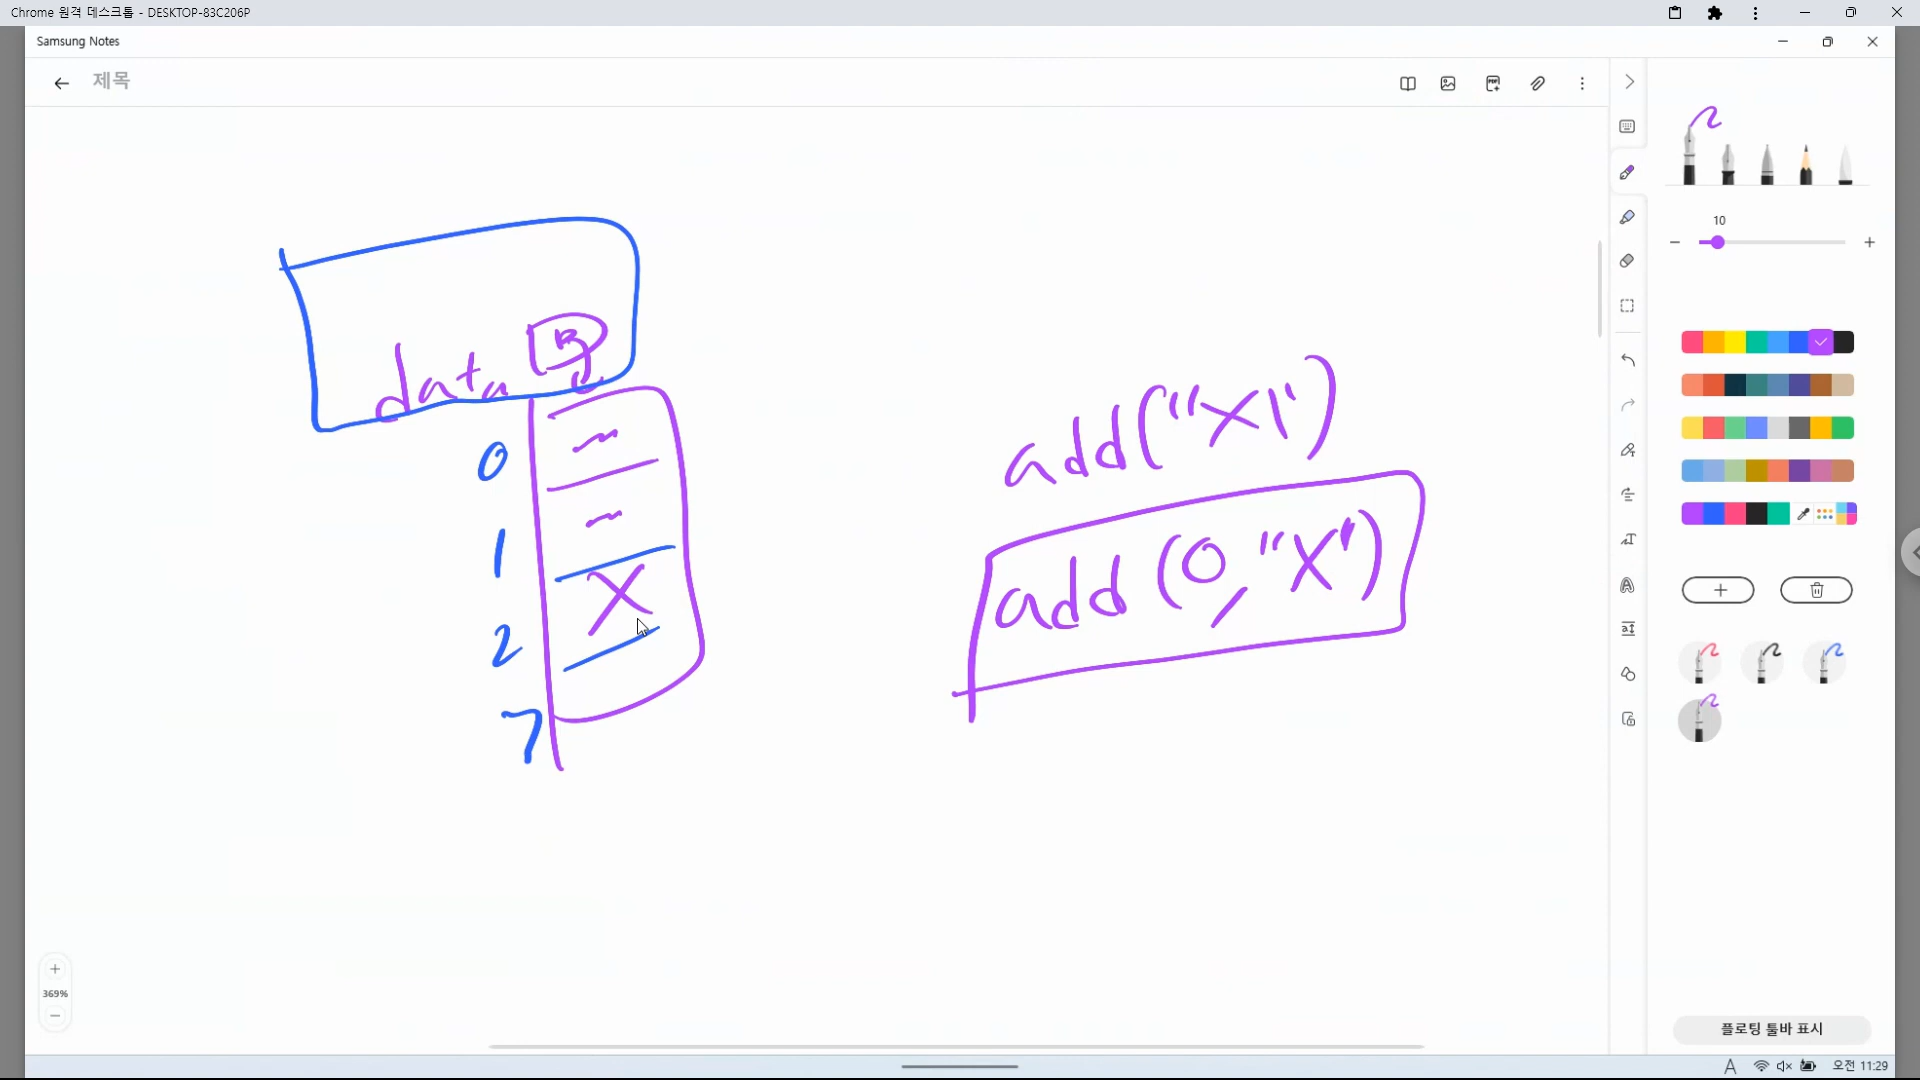 Chrome 원격 데스크톱 - DESKTOP-83C206P
Samsung Notes
제목
10
data
0
1
X
2
7
add("X")
add(0,"X")
369%
플로팅 툴바 표시
A
오전 11:29